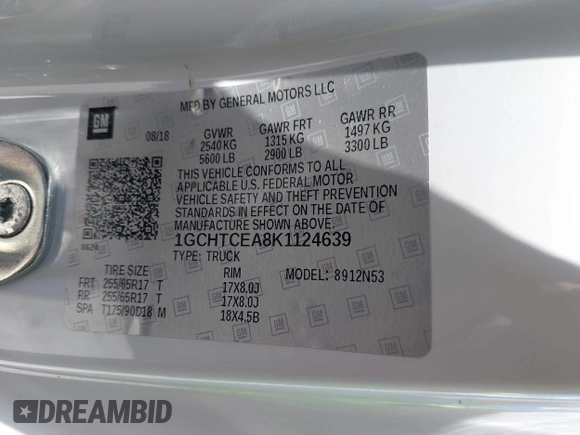 MFD BY GENERAL MOTORS LLC
GM
08/18
GVWR GAWR FRT GAWR RR
2540 KG 1315 KG 1497 KG
5600 LB 2900 LB 3300 LB
THIS VEHICLE CONFORMS TO ALL
APPLICABLE U.S. FEDERAL MOTOR
VEHICLE SAFETY AND THEFT PREVENTION
STANDARDS IN EFFECT ON THE DATE OF
MANUFACTURE SHOWN ABOVE.
1GCHTCEA8K1124639
TYPE: TRUCK MODEL: 8912N53
TIRE SIZE RIM
FRT 255/65R17 T 17X8.0J
RR 255/65R17 T 17X8.0J
SPA T175/90D18 M 18X4.5B
DREAMBID